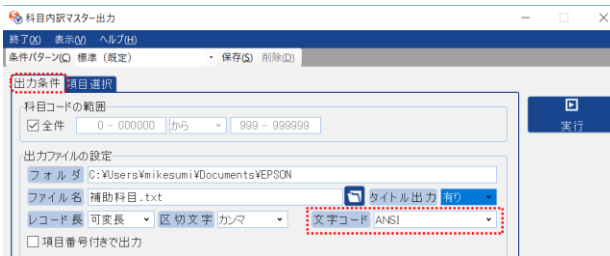 科目内訳マスター出力
終了(X) 表示(V) ヘルプ(H)
条件パターン(C) 標準 (既定) 保存(S) 削除(D)
出力条件 項目選択
科目コードの範囲
全件 0 - 000000 から 999 - 999999
実行
出力ファイルの設定
フォルダ C:¥Users¥mikesumi¥Documents¥EPSON
ファイル名 補助科目.txt タイトル出力 有り
レコード長 可変長 区切文字 カンマ 文字コード ANSI
項目番号付きで出力